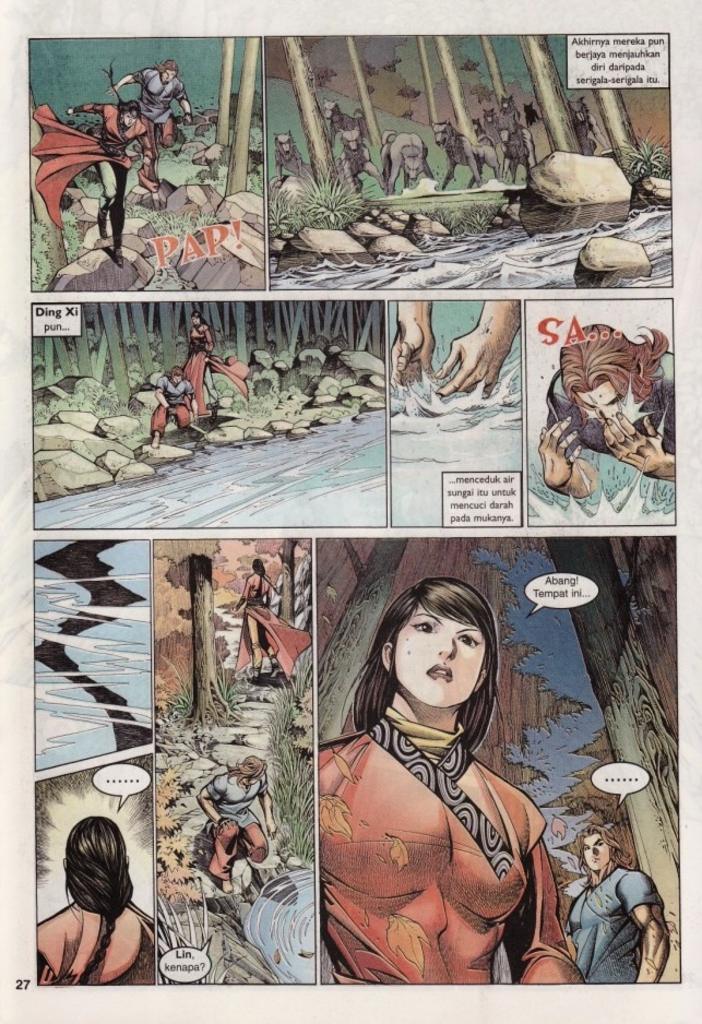 PAP!
Akhirnya mereka pun
berjaya menjauhkan
diri daripada
serigala-serigala itu.
Ding Xi
pun...
...menceduk air
sungai itu untuk
mencuci darah
pada mukanya.
SA...
......
Lin,
kenapa?
Abang!
Tempat ini...
......
27